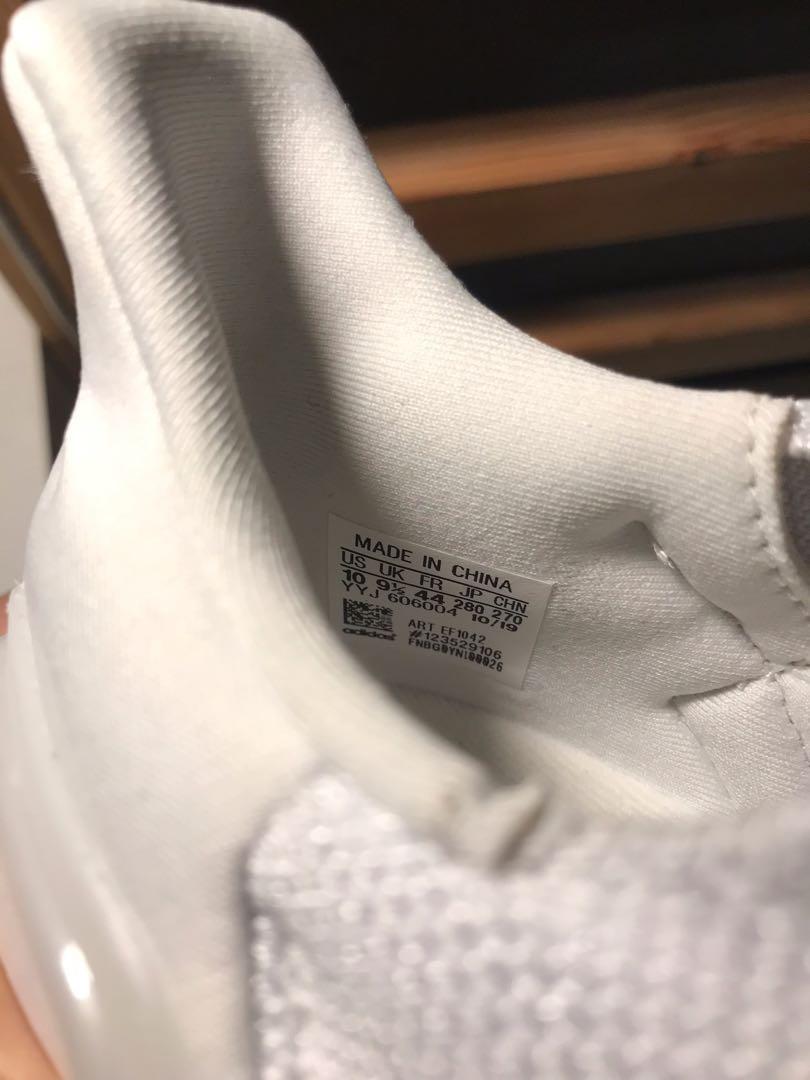 MADE IN CHINA
US UK FR JP CHN
10 9½ 44 280 270
YYJ 606004 10/19
ART EF1042
adidas #123529106